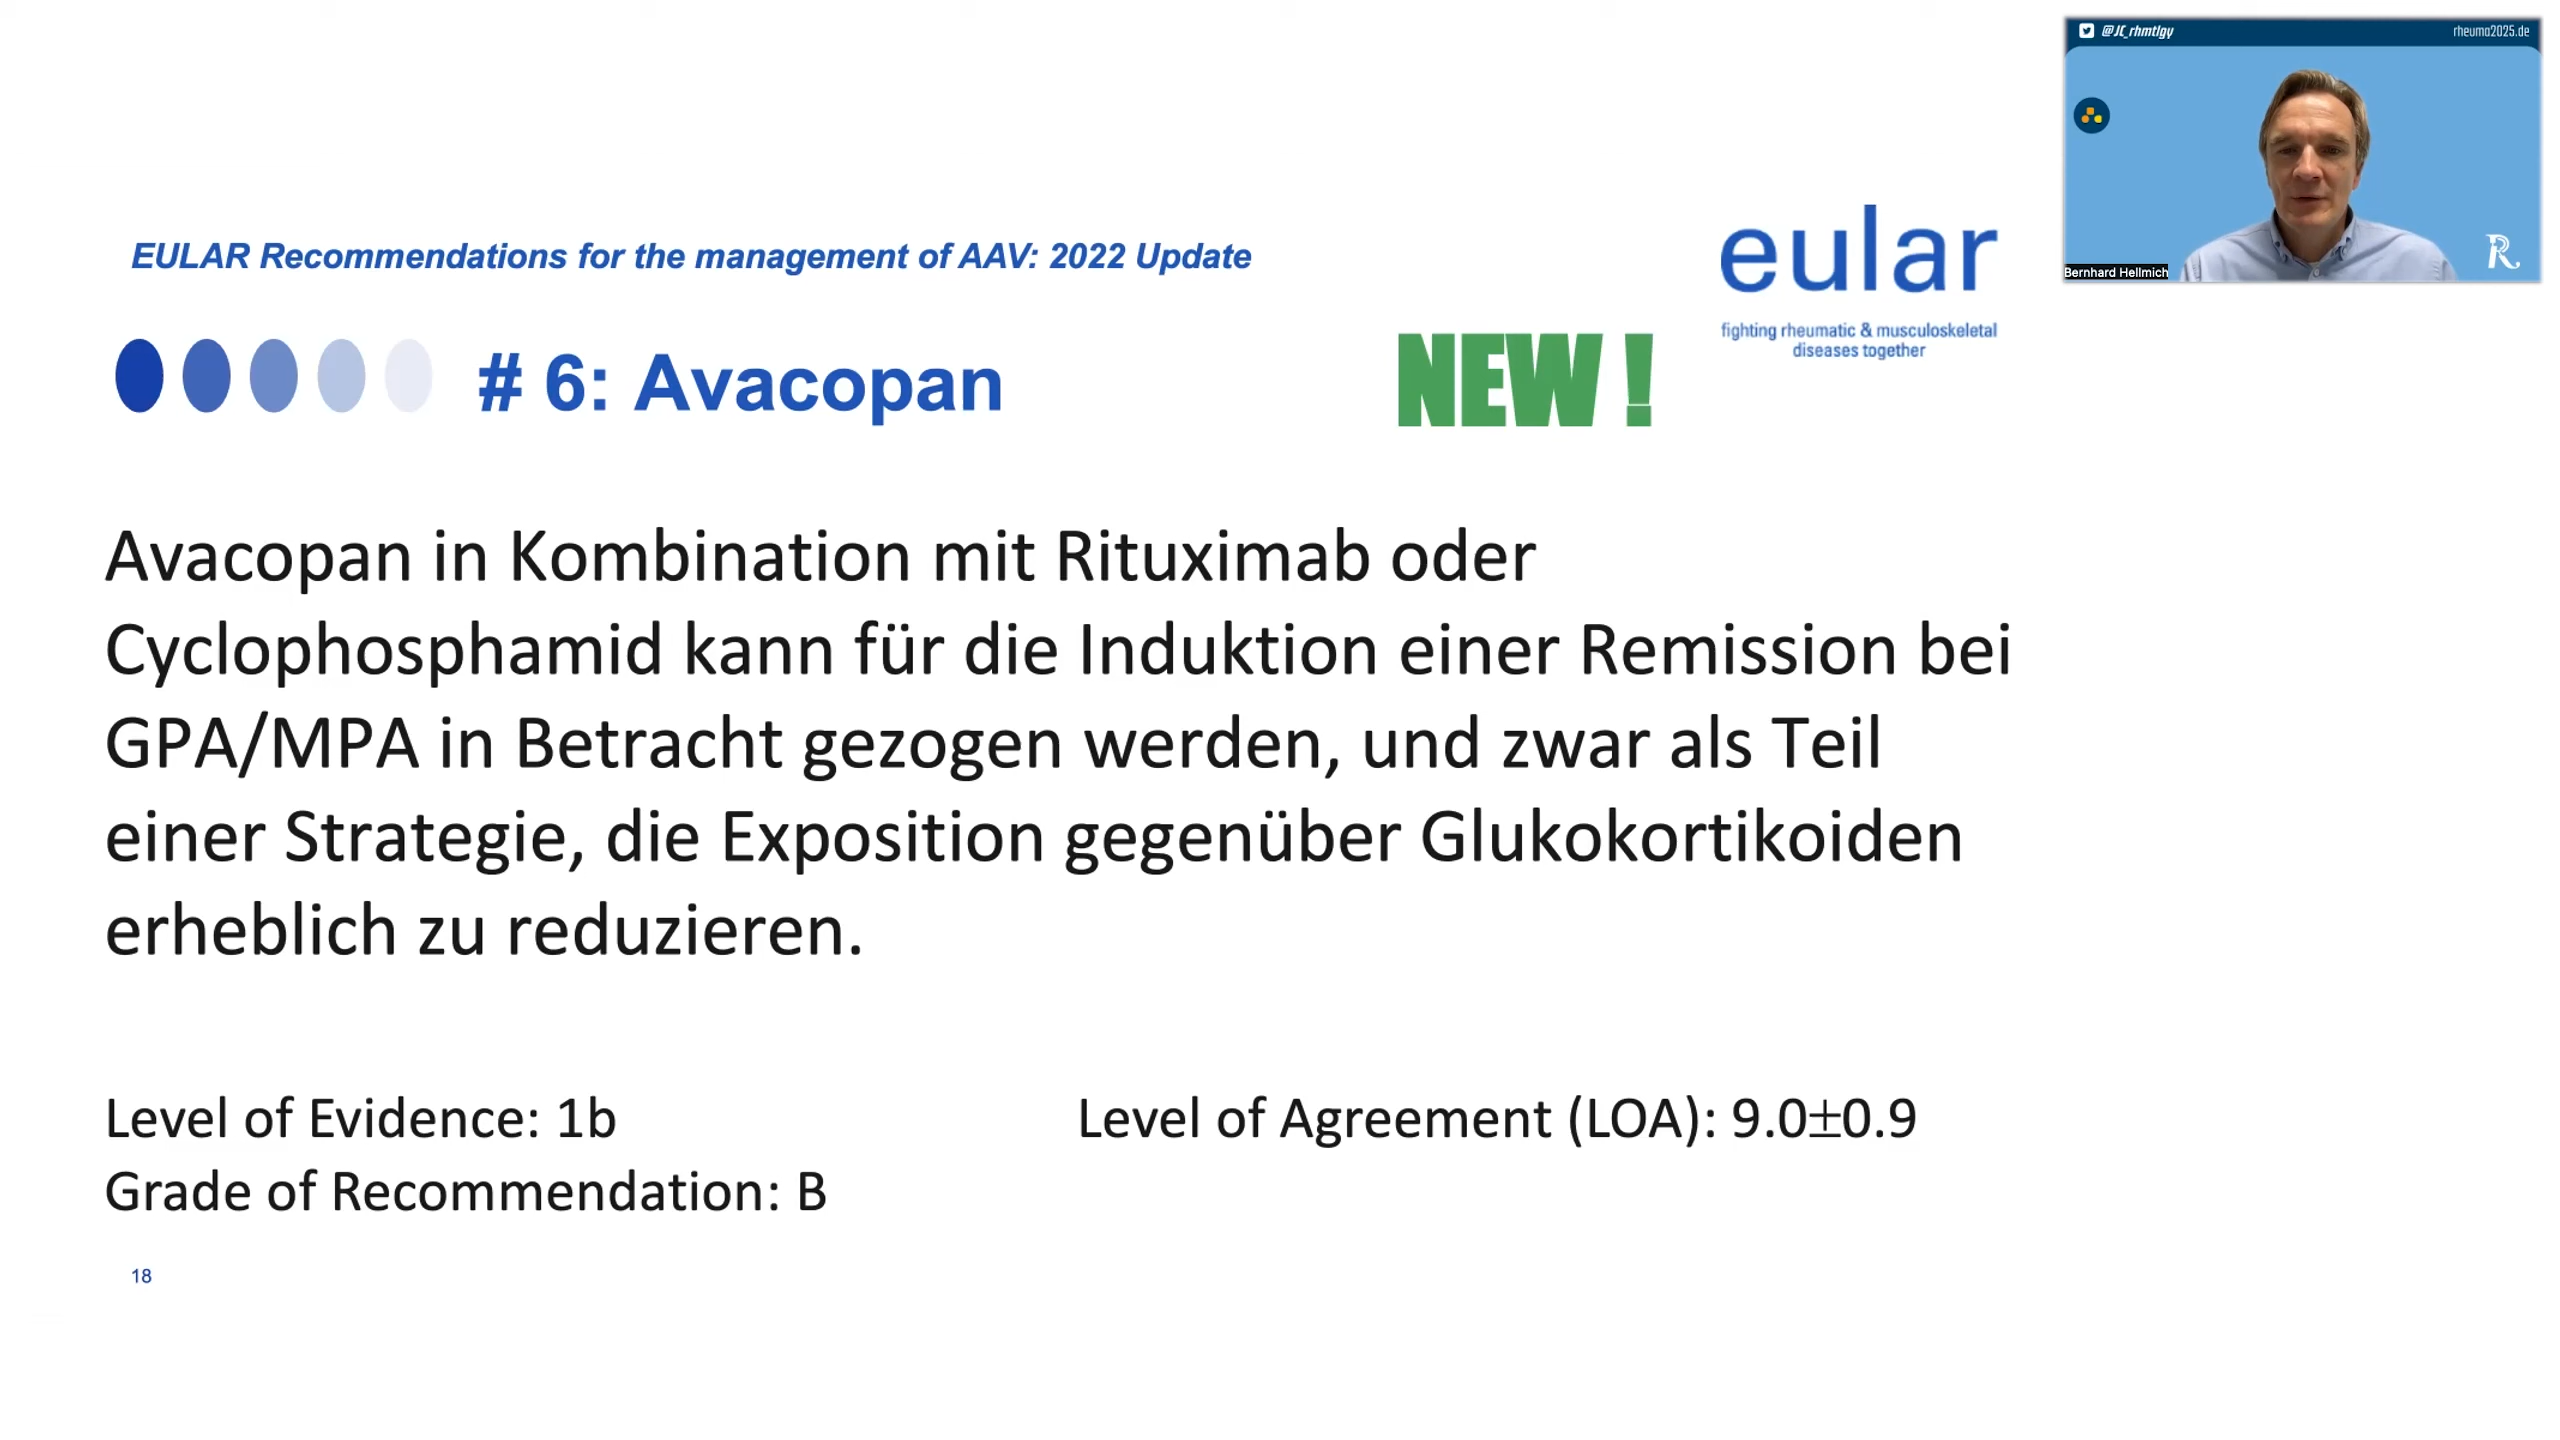 @JC_rhmtlgy
rheuma2025.de
Bernhard Hellmich
R
EULAR Recommendations for the management of AAV: 2022 Update
eular
fighting rheumatic & musculoskeletal
diseases together
# 6: Avacopan
NEW !
Avacopan in Kombination mit Rituximab oder
Cyclophosphamid kann für die Induktion einer Remission bei
GPA/MPA in Betracht gezogen werden, und zwar als Teil
einer Strategie, die Exposition gegenüber Glukokortikoiden
erheblich zu reduzieren.
Level of Evidence: 1b
Level of Agreement (LOA): 9.0±0.9
Grade of Recommendation: B
18